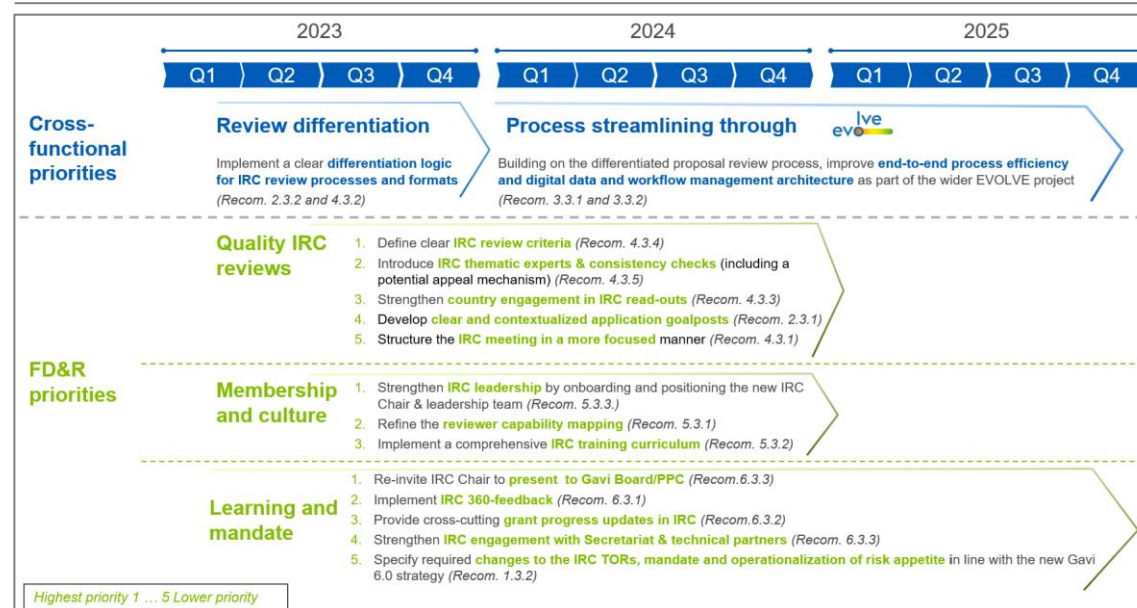 2023
2024
2025
Q1 Q2 Q3 Q4
Q1 Q2 Q3 Q4
Q1 Q2 Q3 Q4
Cross-
functional
priorities
Review differentiation
Implement a clear differentiation logic
for IRC review processes and formats
(Recom. 2.3.2 and 4.3.2)
Process streamlining through
evolve
Building on the differentiated proposal review process, improve end-to-end process efficiency
and digital data and workflow management architecture as part of the wider EVOLVE project
(Recom. 3.3.1 and 3.3.2)
FD&R
priorities
Quality IRC
reviews
1. Define clear IRC review criteria (Recom. 4.3.4)
2. Introduce IRC thematic experts & consistency checks (including a
potential appeal mechanism) (Recom. 4.3.5)
3. Strengthen country engagement in IRC read-outs (Recom. 4.3.3)
4. Develop clear and contextualized application goalposts (Recom. 2.3.1)
5. Structure the IRC meeting in a more focused manner (Recom. 4.3.1)
Membership
and culture
1. Strengthen IRC leadership by onboarding and positioning the new IRC
Chair & leadership team (Recom. 5.3.3.)
2. Refine the reviewer capability mapping (Recom. 5.3.1)
3. Implement a comprehensive IRC training curriculum (Recom. 5.3.2)
Learning and
mandate
1. Re-invite IRC Chair to present to Gavi Board/PPC (Recom.6.3.3)
2. Implement IRC 360-feedback (Recom. 6.3.1)
3. Provide cross-cutting grant progress updates in IRC (Recom.6.3.2)
4. Strengthen IRC engagement with Secretariat & technical partners (Recom. 6.3.3)
5. Specify required changes to the IRC TORs, mandate and operationalization of risk appetite in line with the new Gavi
6.0 strategy (Recom. 1.3.2)
Highest priority 1 … 5 Lower priority